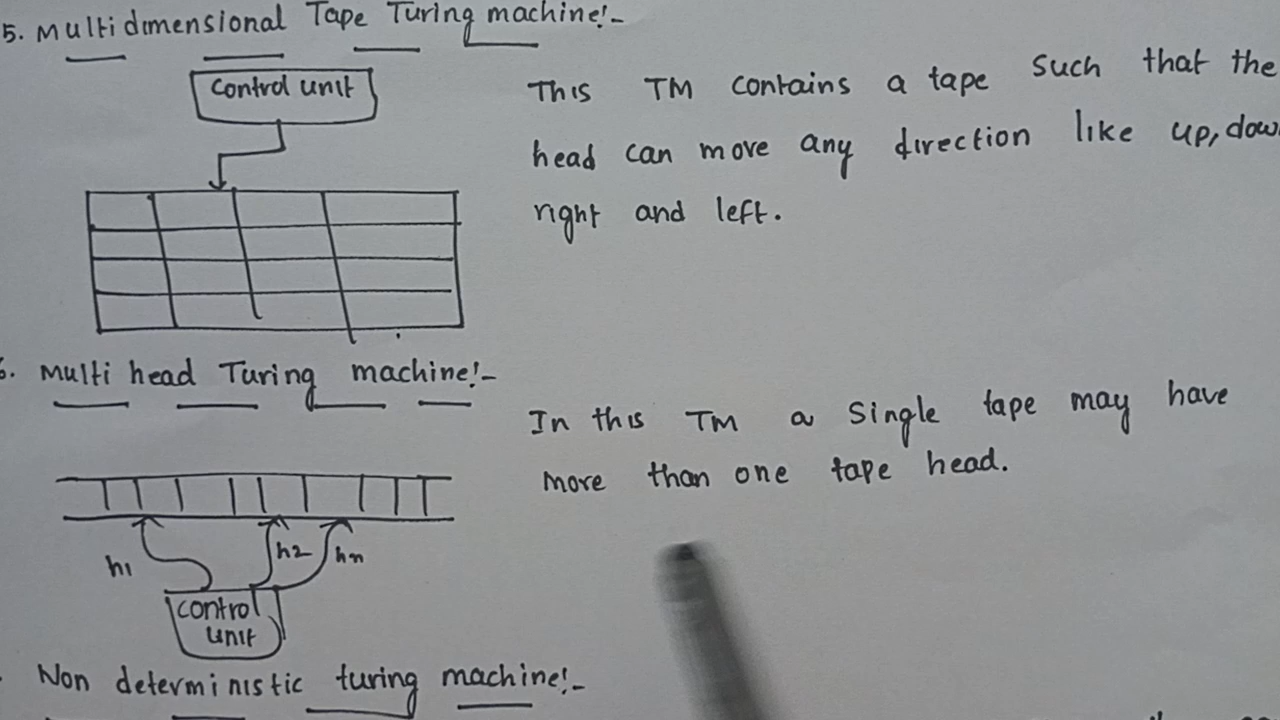 5. Multidimensional Tape Turing machine!-
Control unit
This TM contains a tape such that the
head can move any direction like up, dow
right and left.
6. Multi head Turing machine!-
In this TM a Single tape may have
more than one tape head.
h1 h2 hn
control
unit
Non deterministic turing machine!-